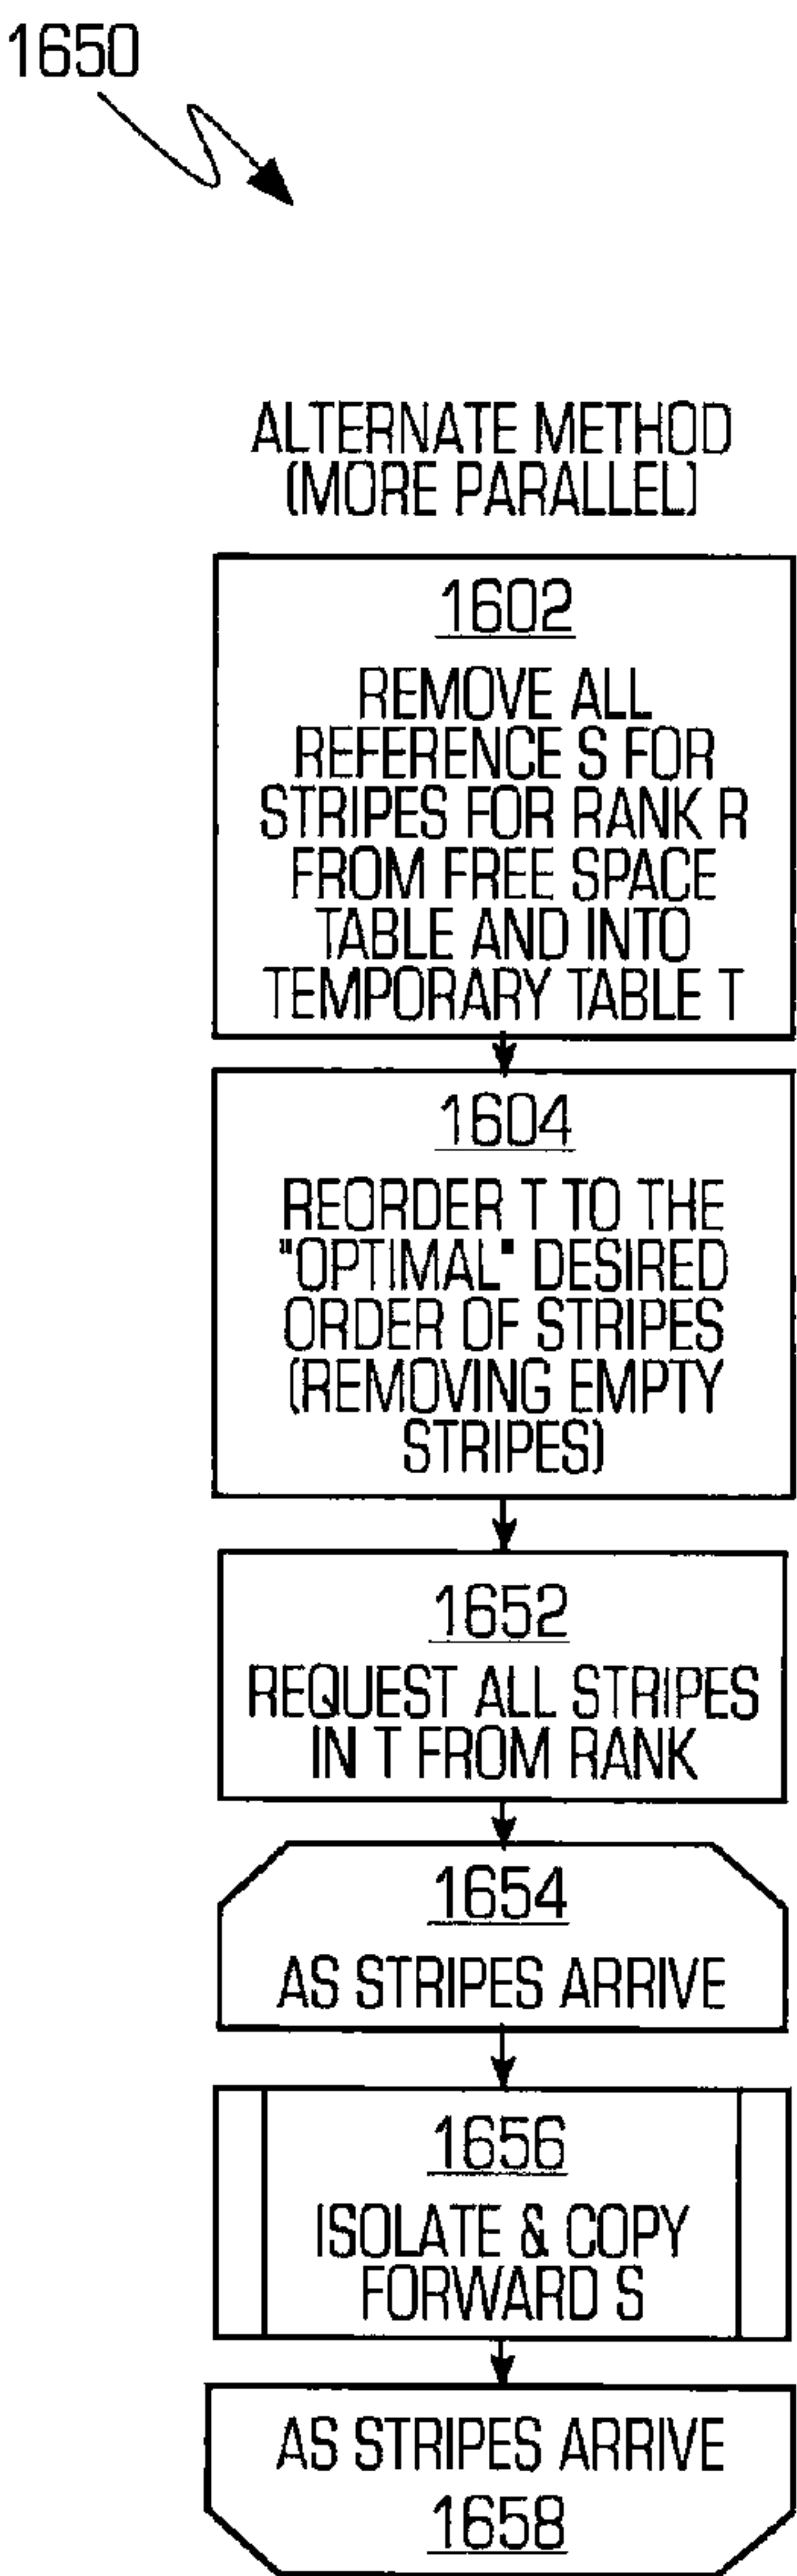 1650
ALTERNATE METHOD
(MORE PARALLEL)
1602
REMOVE ALL
REFERENCE S FOR
STRIPES FOR RANK R
FROM FREE SPACE
TABLE AND INTO
TEMPORARY TABLE T
1604
REORDER T TO THE
"OPTIMAL" DESIRED
ORDER OF STRIPES
(REMOVING EMPTY
STRIPES)
1652
REQUEST ALL STRIPES
IN T FROM RANK
1654
AS STRIPES ARRIVE
1656
ISOLATE & COPY
FORWARD S
AS STRIPES ARRIVE
1658